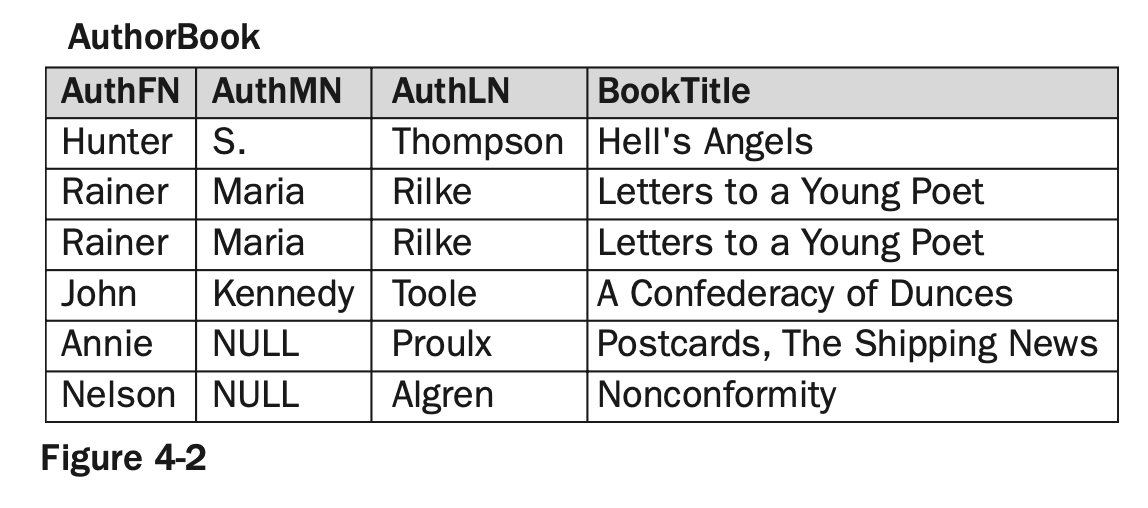 AuthorBook
AuthFN AuthMN AuthLN BookTitle
Hunter S. Thompson Hell's Angels
Rainer Maria Rilke Letters to a Young Poet
Rainer Maria Rilke Letters to a Young Poet
John Kennedy Toole A Confederacy of Dunces
Annie NULL Proulx Postcards, The Shipping News
Nelson NULL Algren Nonconformity
Figure 4-2